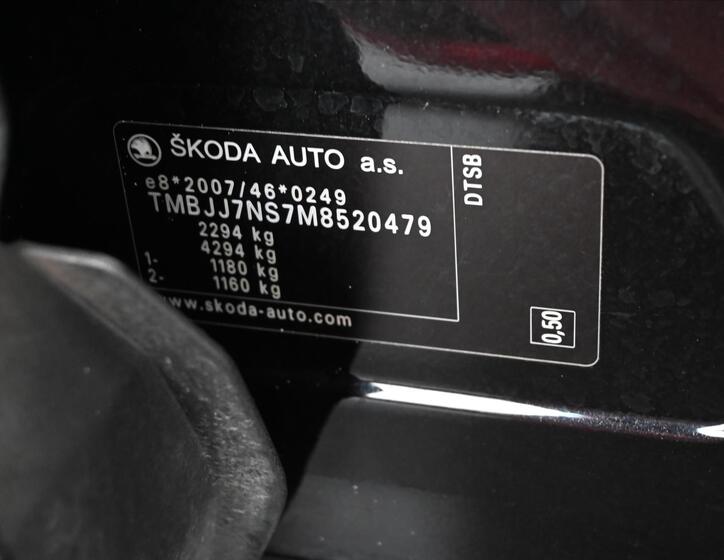 ŠKODA AUTO a.s.
DTSB
e8*2007/46*0249
TMBJJ7NS7M8520479
2294 kg
4294 kg
1- 1180 kg
2- 1160 kg
www.skoda-auto.com
0,50